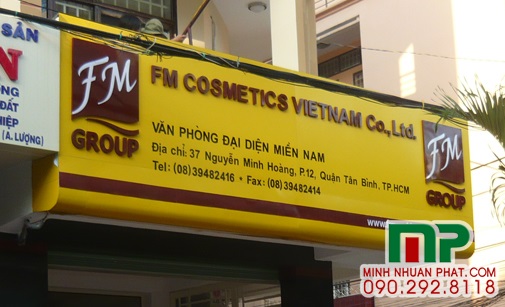 SẢN
(A. LƯỢNG)
FM
GROUP
FM COSMETICS VIETNAM Co., Ltd.
VĂN PHÒNG ĐẠI DIỆN MIỀN NAM
Địa chỉ: 37 Nguyễn Minh Hoàng, P.12, Quận Tân Bình, TP.HCM
Tel: (08)39482416 * Fax: (08)39482414
FM
GROUP
www.
MP
MINH NHUAN PHAT.COM
090.292.8118